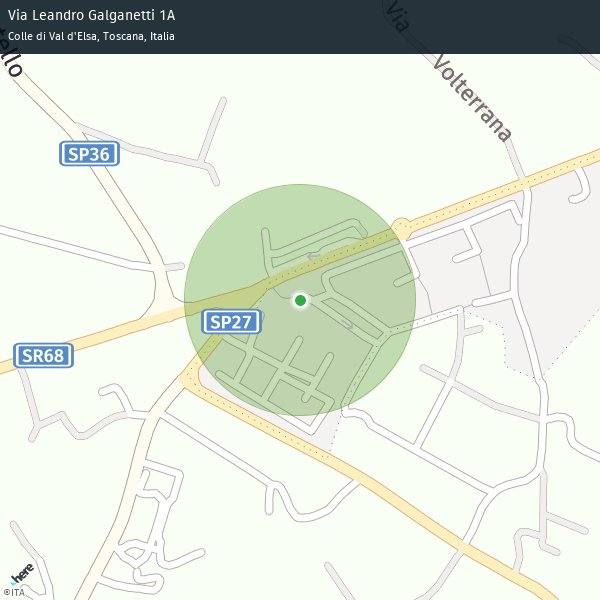 Via Leandro Galganetti 1A
Colle di Val d'Elsa, Toscana, Italia
Via Volterrana
SP36
SP27
SR68
here
©ITA